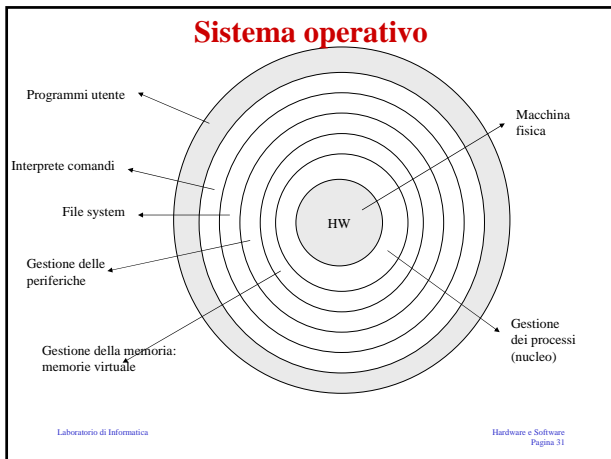 Sistema operativo
Programmi utente
Macchina
fisica
Interprete comandi
File system
HW
Gestione delle
periferiche
Gestione
dei processi
(nucleo)
Gestione della memoria:
memorie virtuale
Laboratorio di Informatica
Hardware e Software
Pagina 31